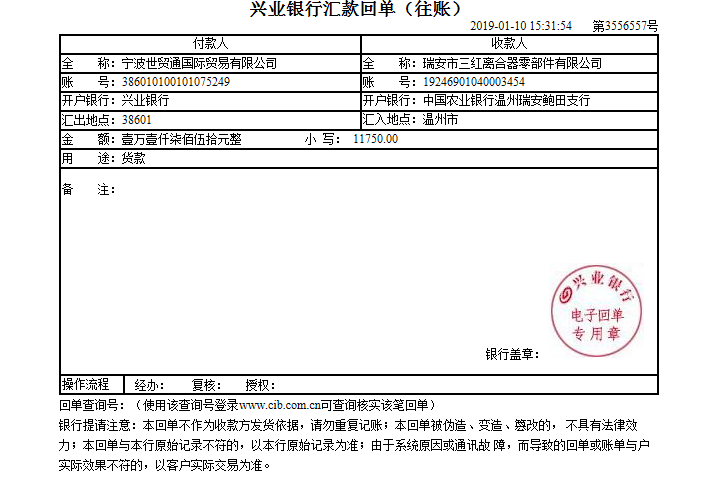 兴业银行汇款回单（往账）
2019-01-10 15:31:54 第3556557号
付款人 收款人
全 称：宁波世贸通国际贸易有限公司 全 称：瑞安市三红离合器零部件有限公司
账 号：386010100101075249 账 号：19246901040003454
开户银行：兴业银行 开户银行：中国农业银行温州瑞安鲍田支行
汇出地点：38601 汇入地点：温州市
金 额：壹万壹仟柒佰伍拾元整 小 写： 11750.00
用 途：货款
备 注：
兴业银行
电子回单
专用章
银行盖章：
操作流程 经办： 复核： 授权：
回单查询号：（使用该查询号登录www.cib.com.cn可查询核实该笔回单）
银行提请注意：本回单不作为收款方发货依据，请勿重复记账；本回单被伪造、变造、篡改的， 不具有法律效
力；本回单与本行原始记录不符的，以本行原始记录为准；由于系统原因或通讯故 障，而导致的回单或账单与户
实际效果不符的，以客户实际交易为准。